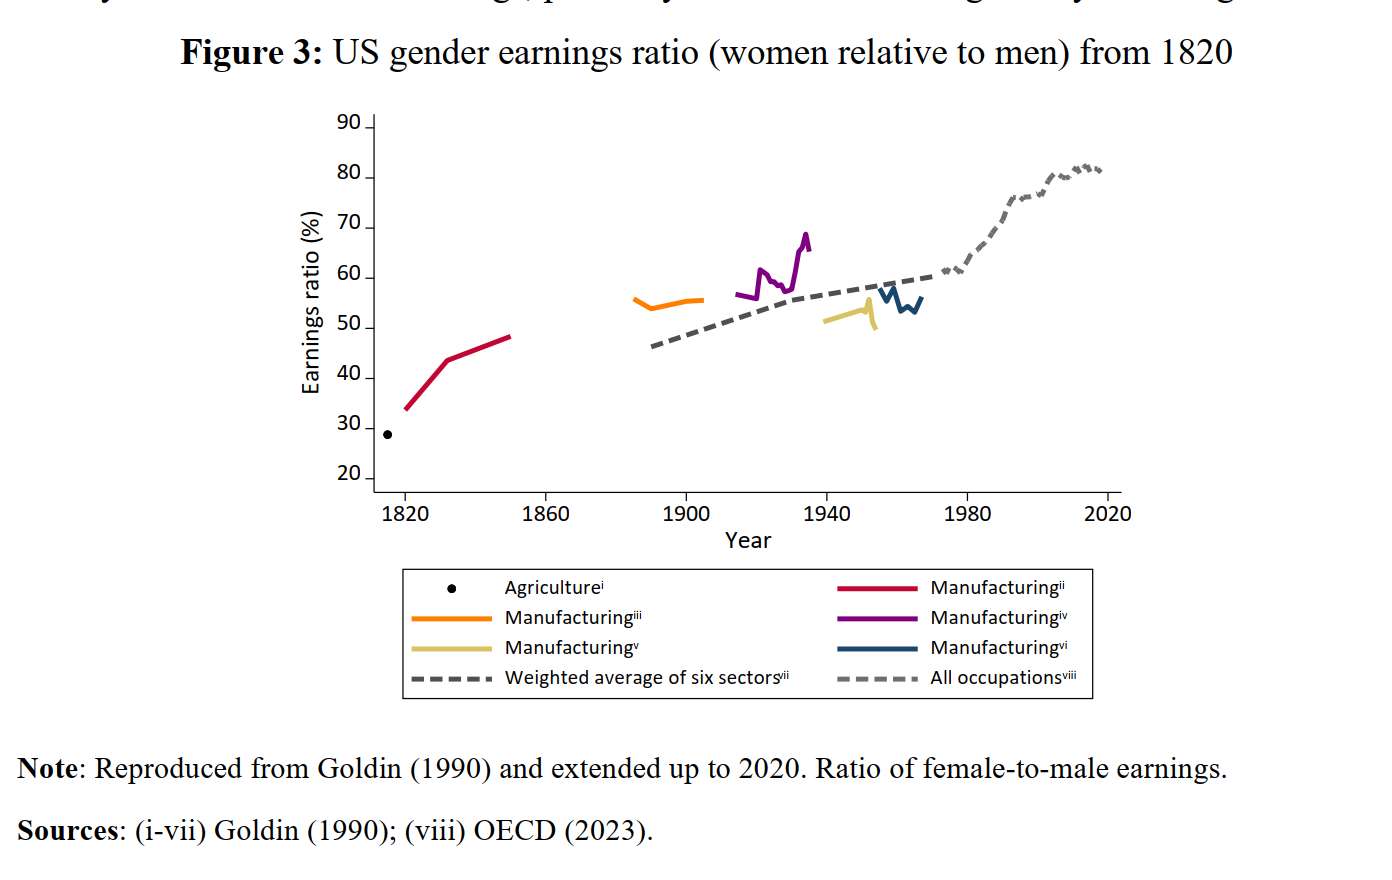 Figure 3: US gender earnings ratio (women relative to men) from 1820
90
80
70
60
50
40
30
20
Earnings ratio (%)
1820 1860 1900 1940 1980 2020
Year
Agricultureⁱ Manufacturingⁱⁱ
Manufacturingⁱⁱⁱ Manufacturingⁱᵛ
Manufacturingᵛ Manufacturingᵛⁱ
Weighted average of six sectorsᵛⁱⁱ All occupationsᵛⁱⁱⁱ
Note: Reproduced from Goldin (1990) and extended up to 2020. Ratio of female-to-male earnings.
Sources: (i-vii) Goldin (1990); (viii) OECD (2023).